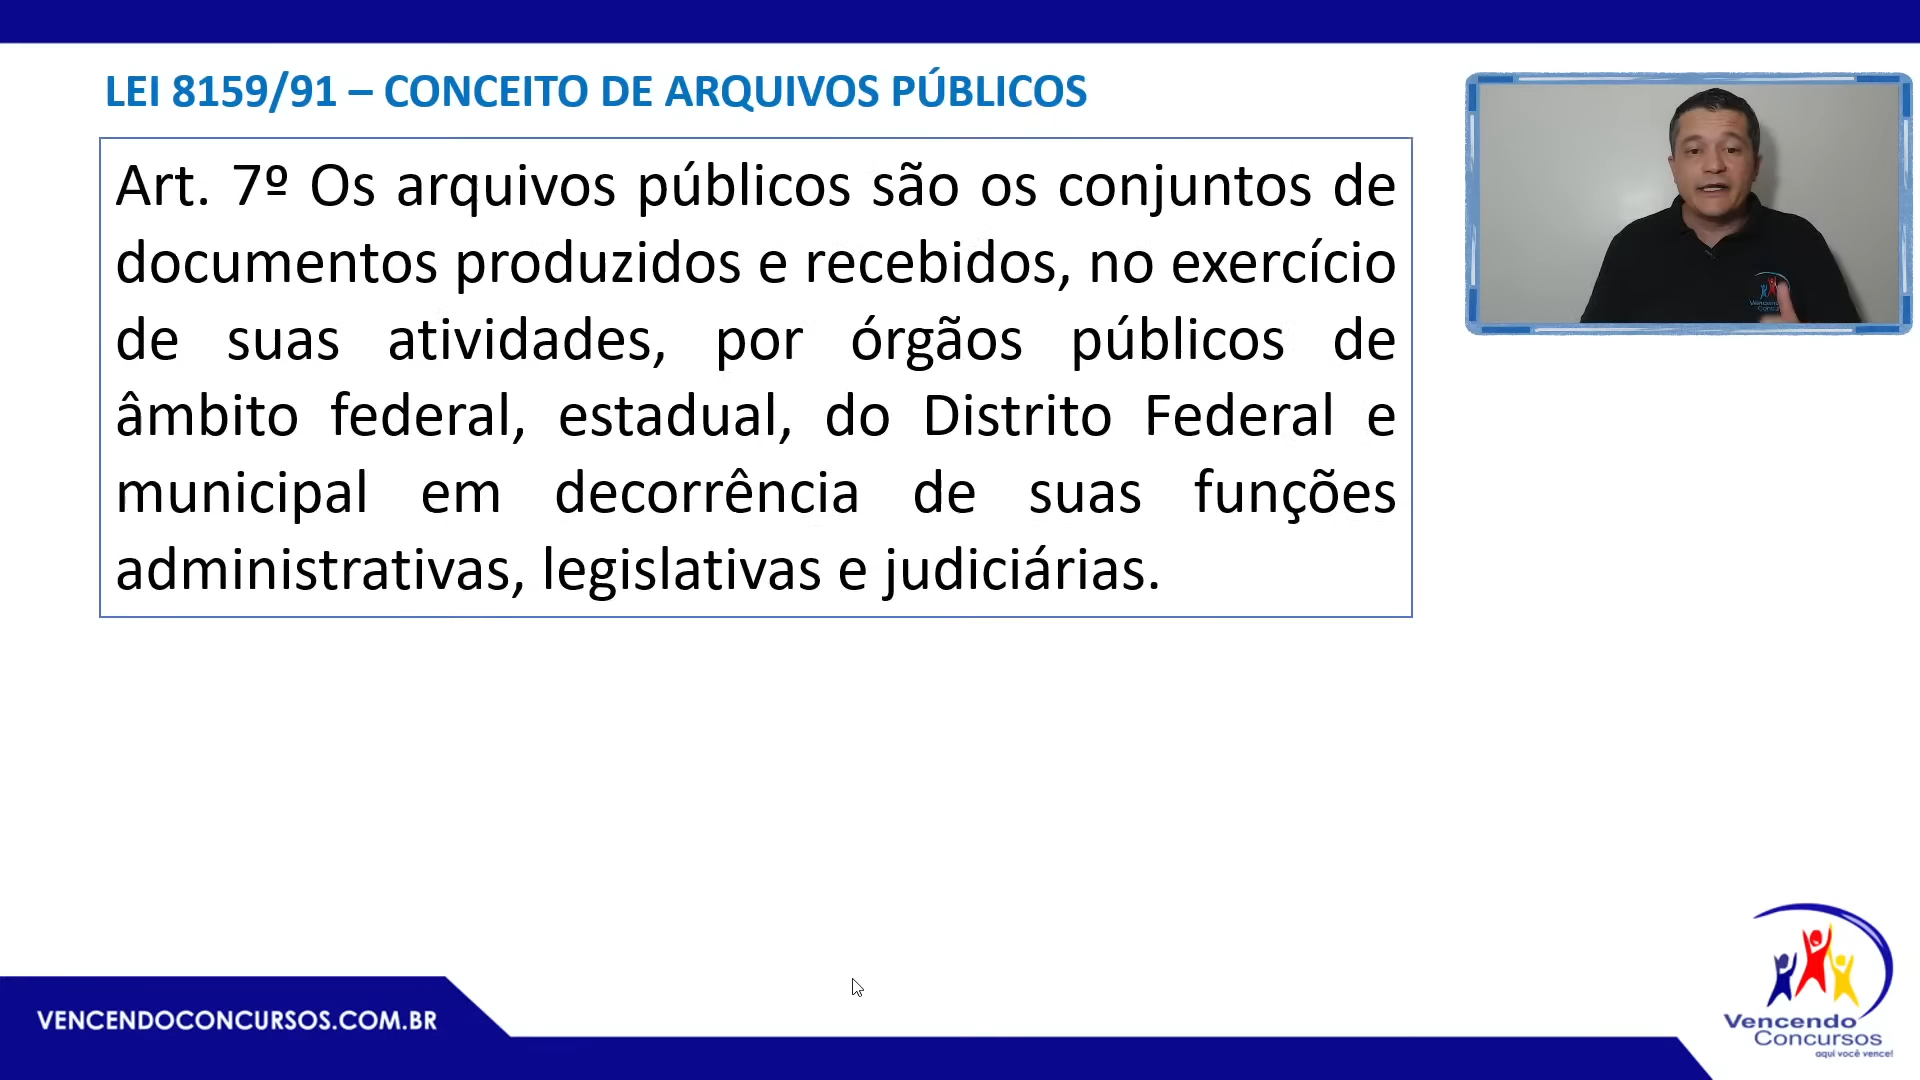 LEI 8159/91 – CONCEITO DE ARQUIVOS PÚBLICOS
Art. 7º Os arquivos públicos são os conjuntos de
documentos produzidos e recebidos, no exercício
de suas atividades, por órgãos públicos de
âmbito federal, estadual, do Distrito Federal e
municipal em decorrência de suas funções
administrativas, legislativas e judiciárias.
VENCENDOCONCURSOS.COM.BR
Vencendo
Concursos
aqui você vence!